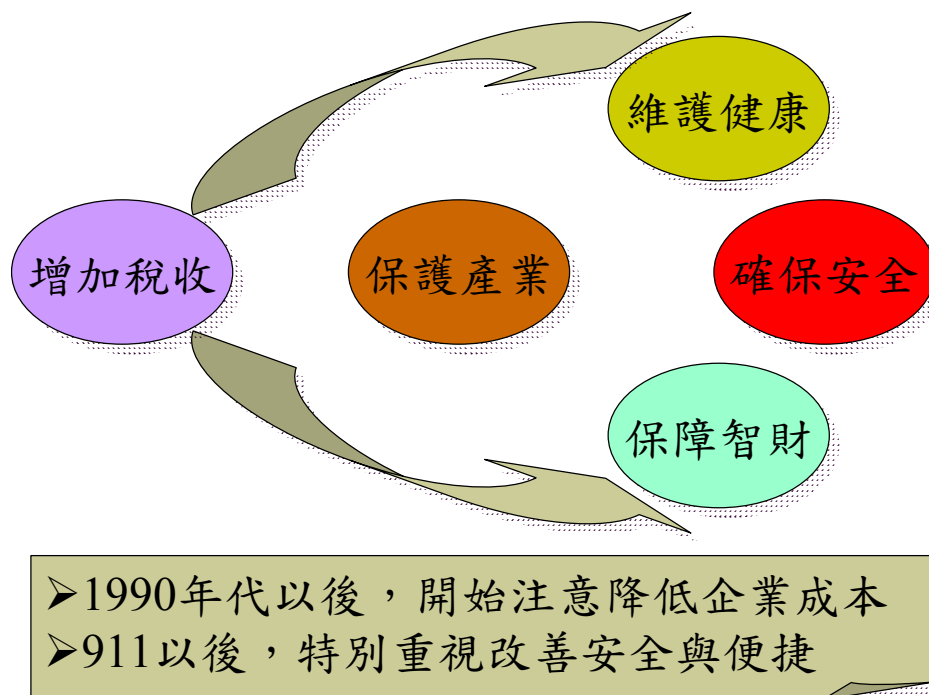 維護健康
增加稅收
保護產業
確保安全
保障智財
➢1990年代以後，開始注意降低企業成本
➢911以後，特別重視改善安全與便捷